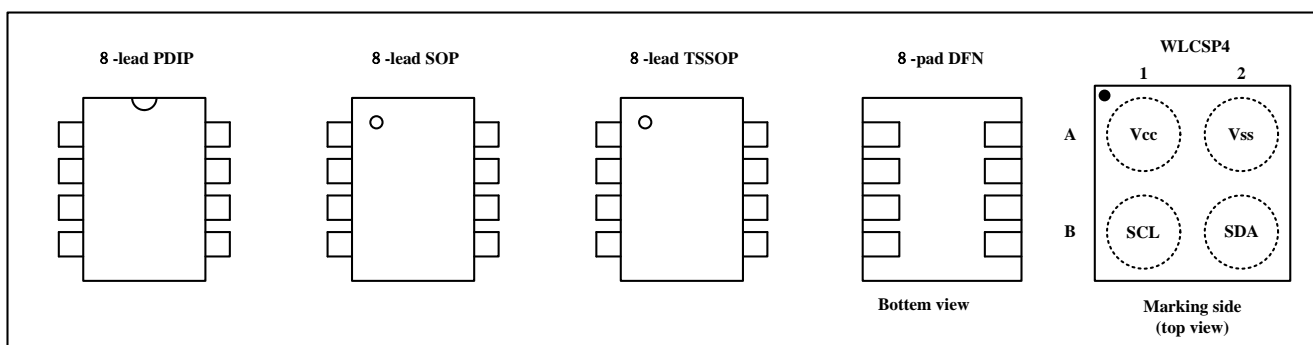 8 -lead PDIP
8 -lead SOP
8 -lead TSSOP
8 -pad DFN
Bottem view
WLCSP4
1 2
A Vcc Vss
B SCL SDA
Marking side
(top view)